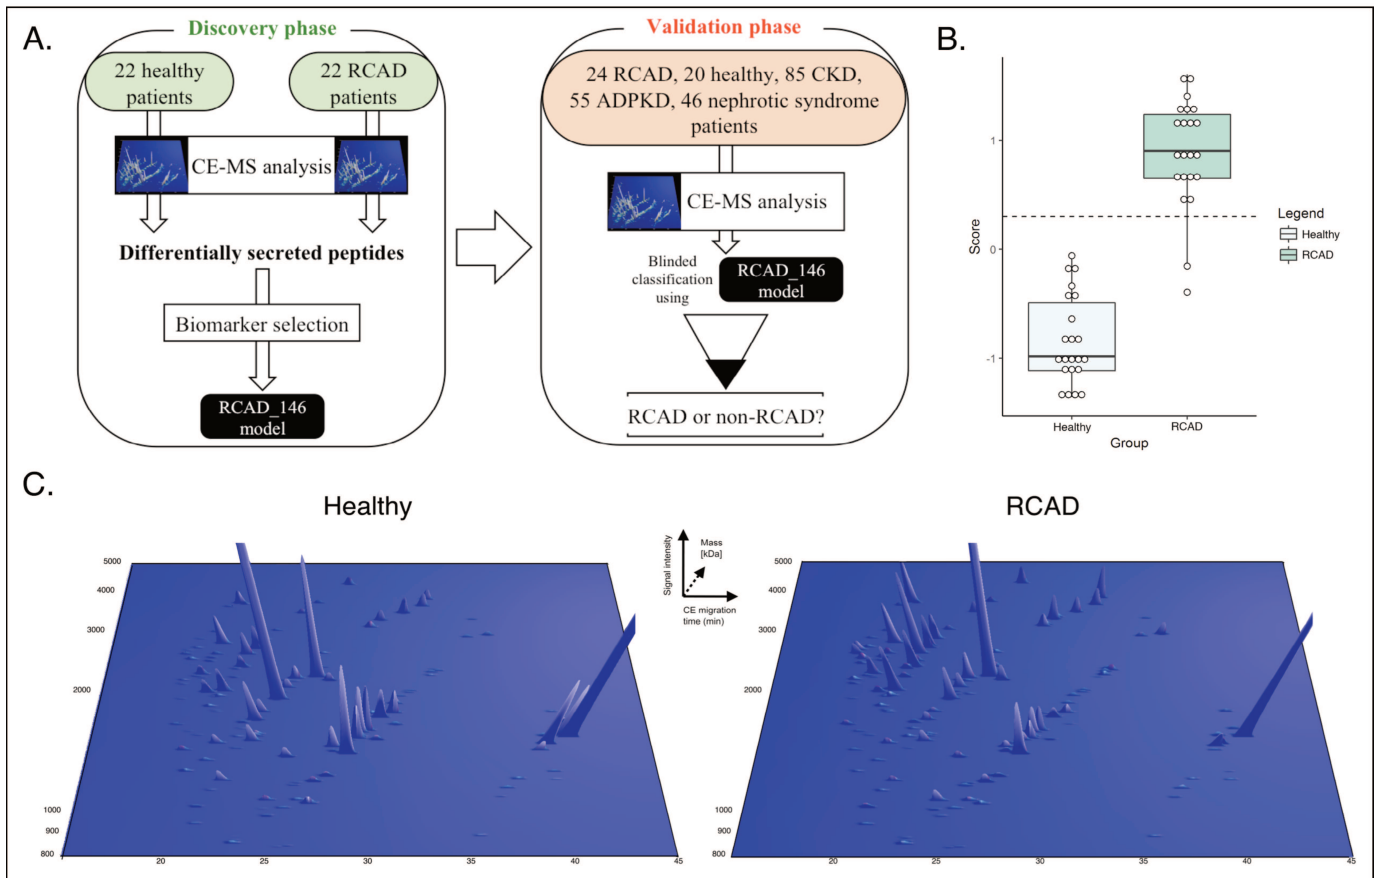 A.
Discovery phase
22 healthy
patients
22 RCAD
patients
CE-MS analysis
Differentially secreted peptides
Biomarker selection
RCAD_146
model
Validation phase
24 RCAD, 20 healthy, 85 CKD,
55 ADPKD, 46 nephrotic syndrome
patients
CE-MS analysis
Blinded
classification
using
RCAD_146
model
RCAD or non-RCAD?
B.
Score
1
0
-1
Healthy
RCAD
Group
Legend
Healthy
RCAD
C.
Healthy
5000
4000
3000
2000
1000
900
800
20
25
30
35
40
45
Signal intensity
Mass
[kDa]
CE migration
time (min)
RCAD
5000
4000
3000
2000
1000
900
800
20
25
30
35
40
45